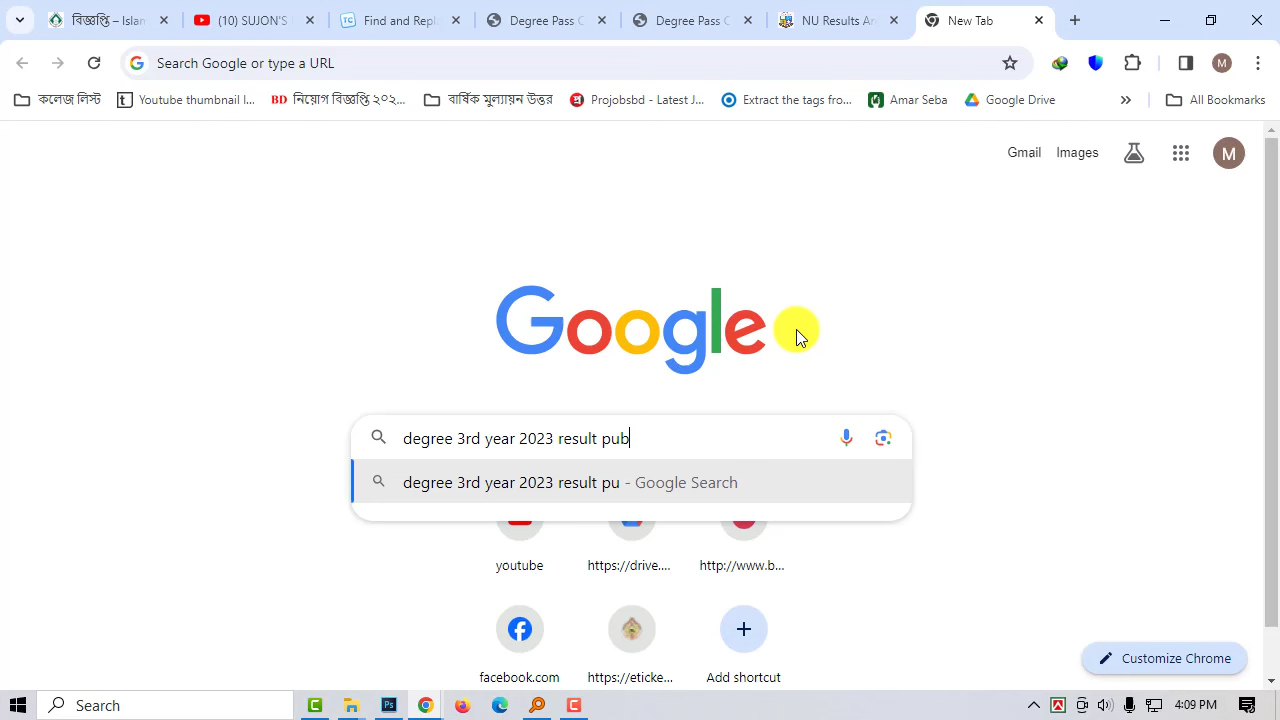 বিজ্ঞপ্তি – Islan
(10) SUJON'S
Find and Repl
Degree Pass C
Degree Pass C
NU Results Ar
New Tab
Search Google or type a URL
M
কলেজ লিস্ট
Youtube thumbnail l...
BD নিয়োগ বিজ্ঞপ্তি ২০২...
বার্ষিক মুল্যায়ন উত্তর
Projobsbd - Latest J...
Extract the tags from...
Amar Seba
Google Drive
All Bookmarks
Gmail
Images
M
Google
degree 3rd year 2023 result pub
degree 3rd year 2023 result pu - Google Search
youtube
https://drive....
http://www.b...
facebook.com
https://eticke...
Add shortcut
Customize Chrome
Search
4:09 PM